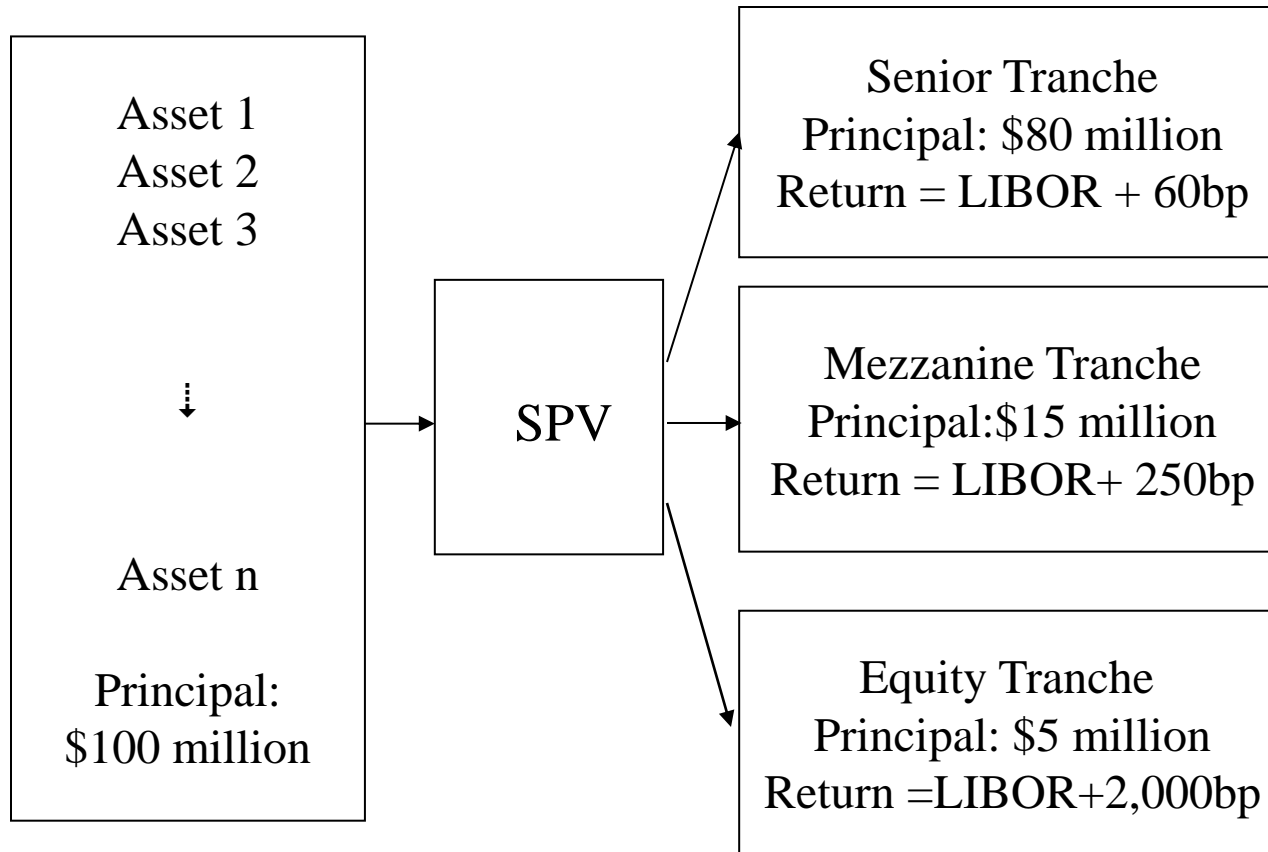 Asset 1
Asset 2
Asset 3
Asset n
Principal:
$100 million
SPV
Senior Tranche
Principal: $80 million
Return = LIBOR + 60bp
Mezzanine Tranche
Principal:$15 million
Return = LIBOR+ 250bp
Equity Tranche
Principal: $5 million
Return =LIBOR+2,000bp